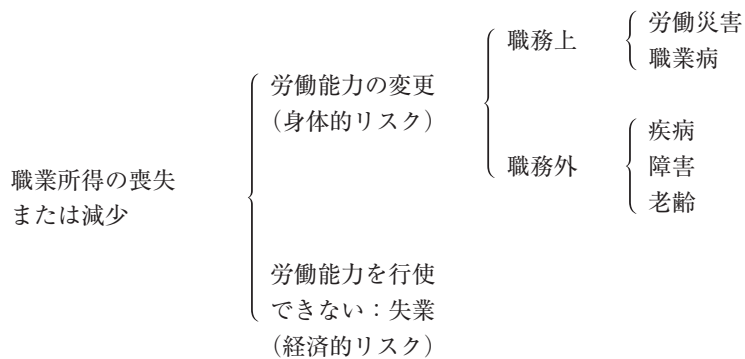 職業所得の喪失
または減少
労働能力の変更
（身体的リスク）
職務上
労働災害
職業病
職務外
疾病
障害
老齢
労働能力を行使
できない：失業
（経済的リスク）